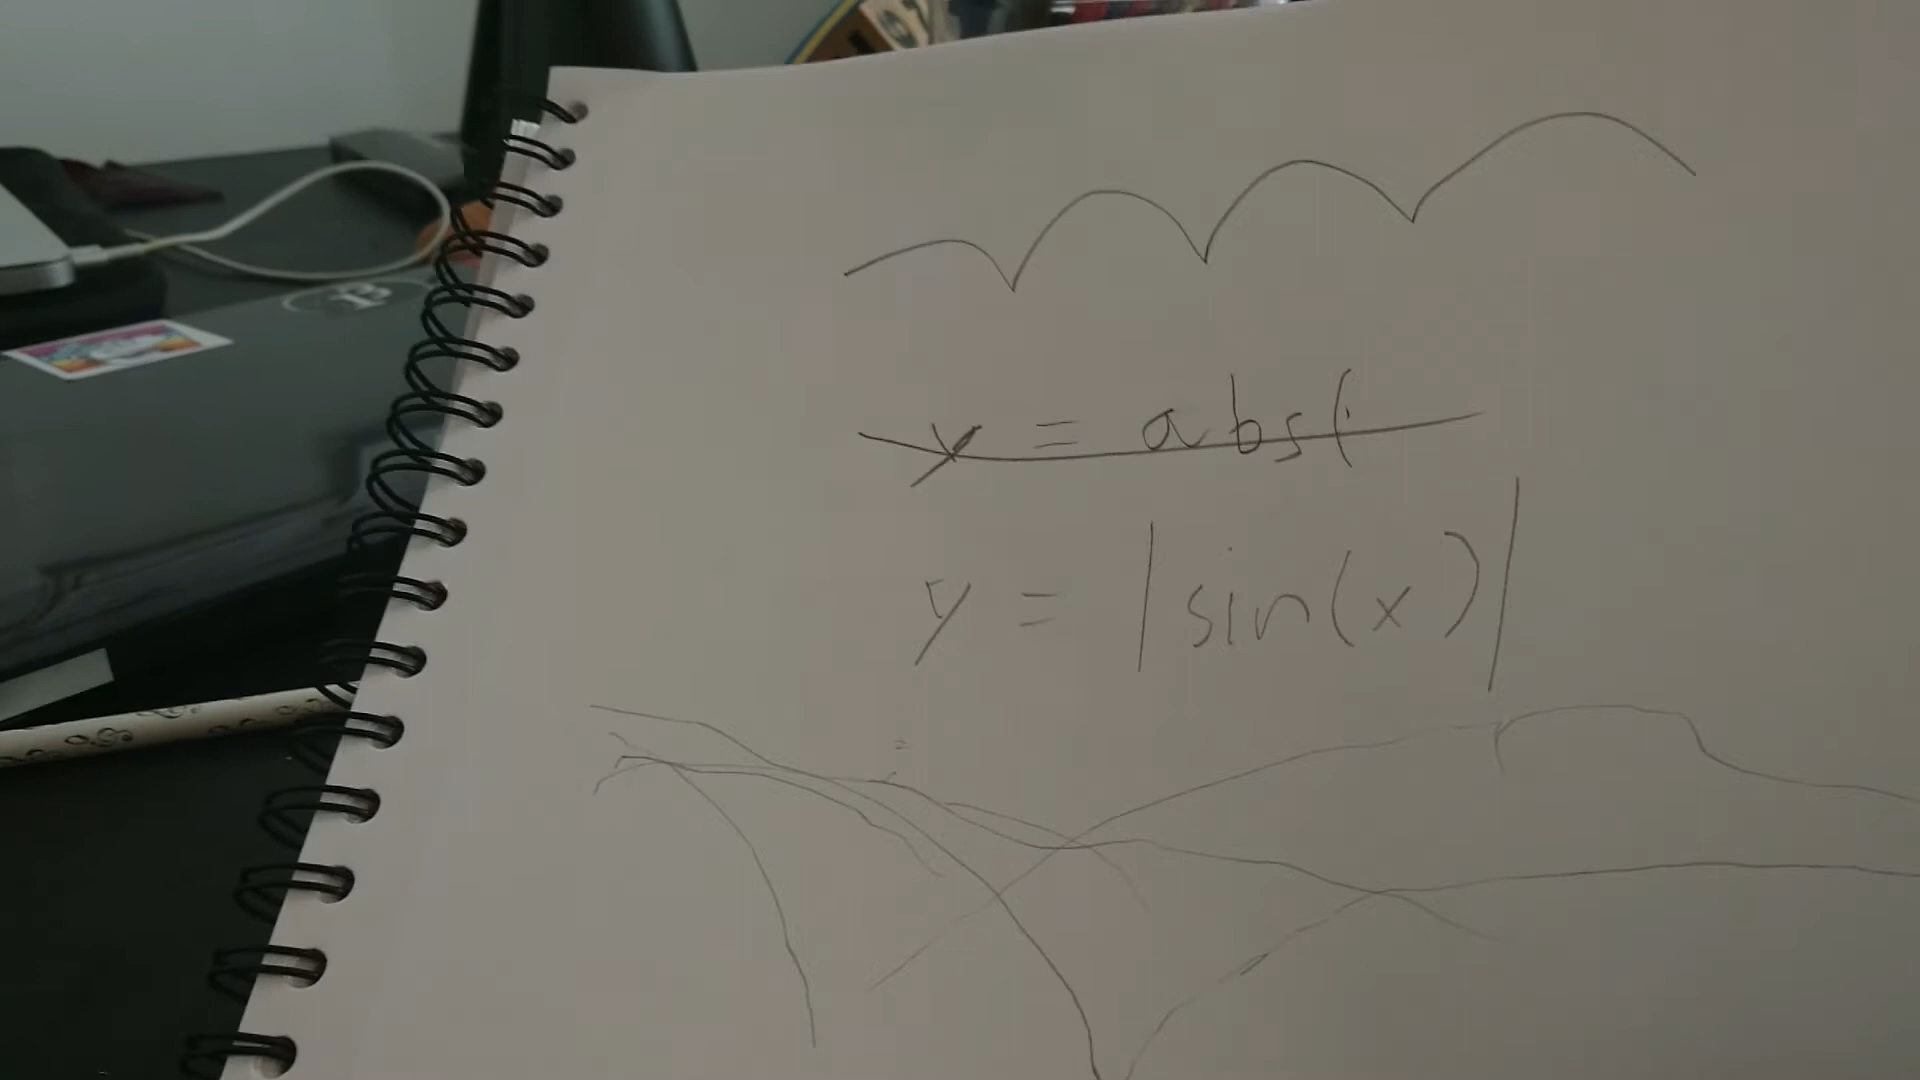 y = abs(
y = |sin(x)|